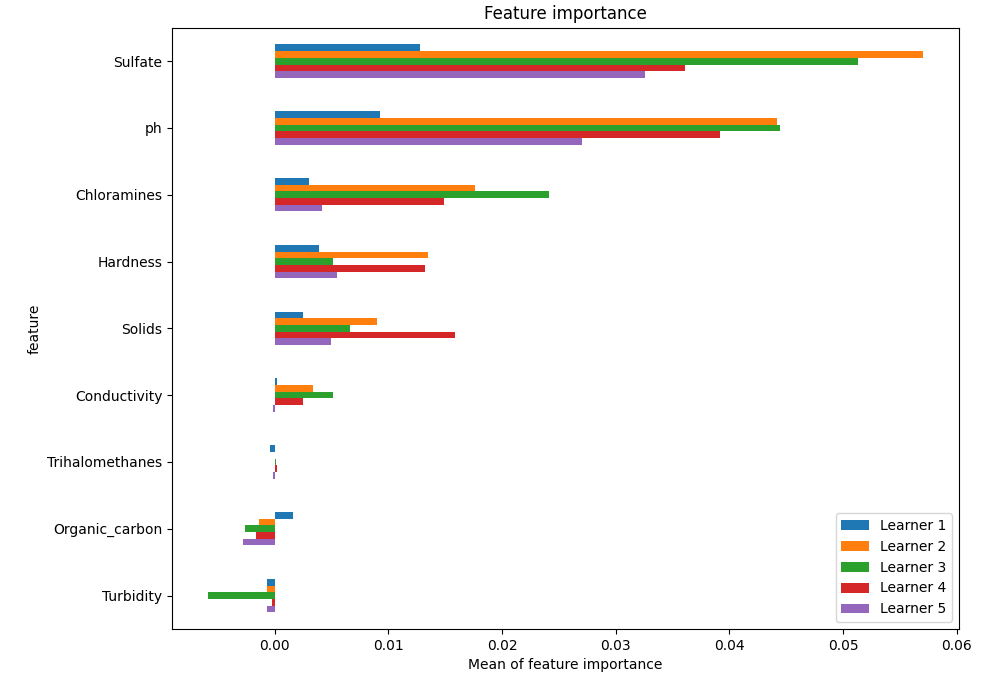 Feature importance
Sulfate
ph
Chloramines
Hardness
Solids
Conductivity
Trihalomethanes
Organic_carbon
Turbidity
feature
Learner 1
Learner 2
Learner 3
Learner 4
Learner 5
0.00 0.01 0.02 0.03 0.04 0.05 0.06
Mean of feature importance